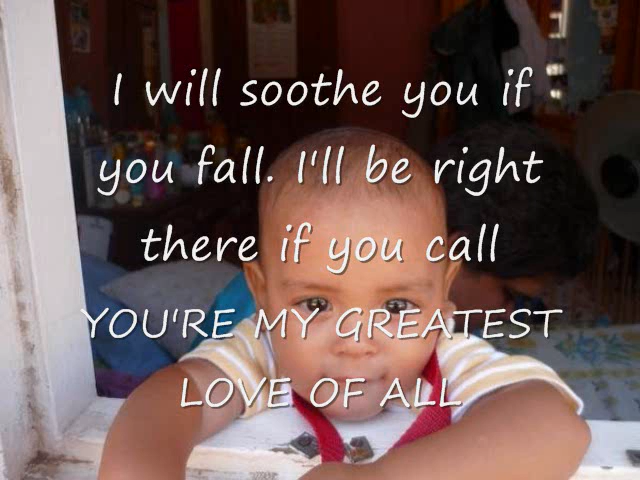 I will soothe you if
you fall. I'll be right
there if you call
YOU'RE MY GREATEST
LOVE OF ALL